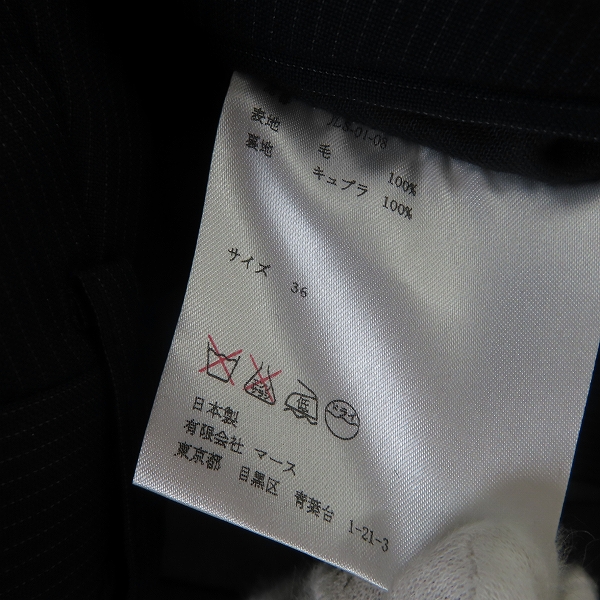 表地 毛 100%
裏地 キュプラ 100%
サイズ 36
低
ドライ
日本製
有限会社 マース
東京都 目黒区 青葉台 1-21-3